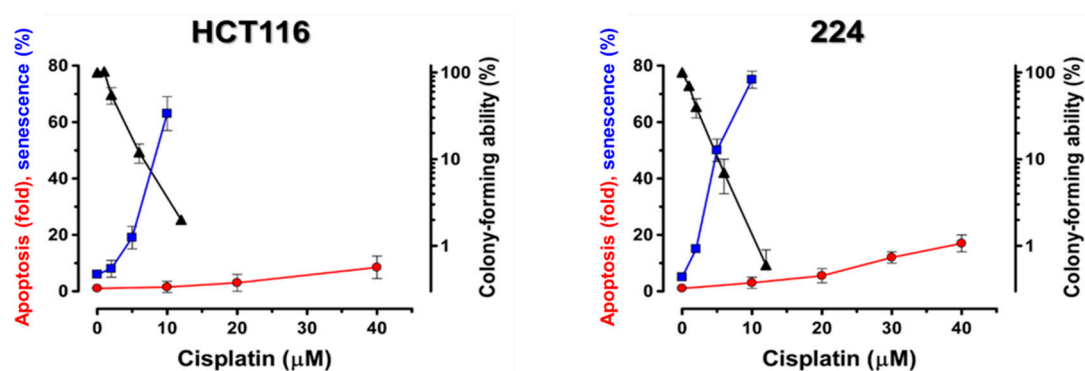 HCT116
Apoptosis (fold), senescence (%)
80
60
40
20
0
100
10
1
Colony-forming ability (%)
0 10 20 30 40
Cisplatin (μM)
224
Apoptosis (fold), senescence (%)
80
60
40
20
0
100
10
1
Colony-forming ability (%)
0 10 20 30 40
Cisplatin (μM)